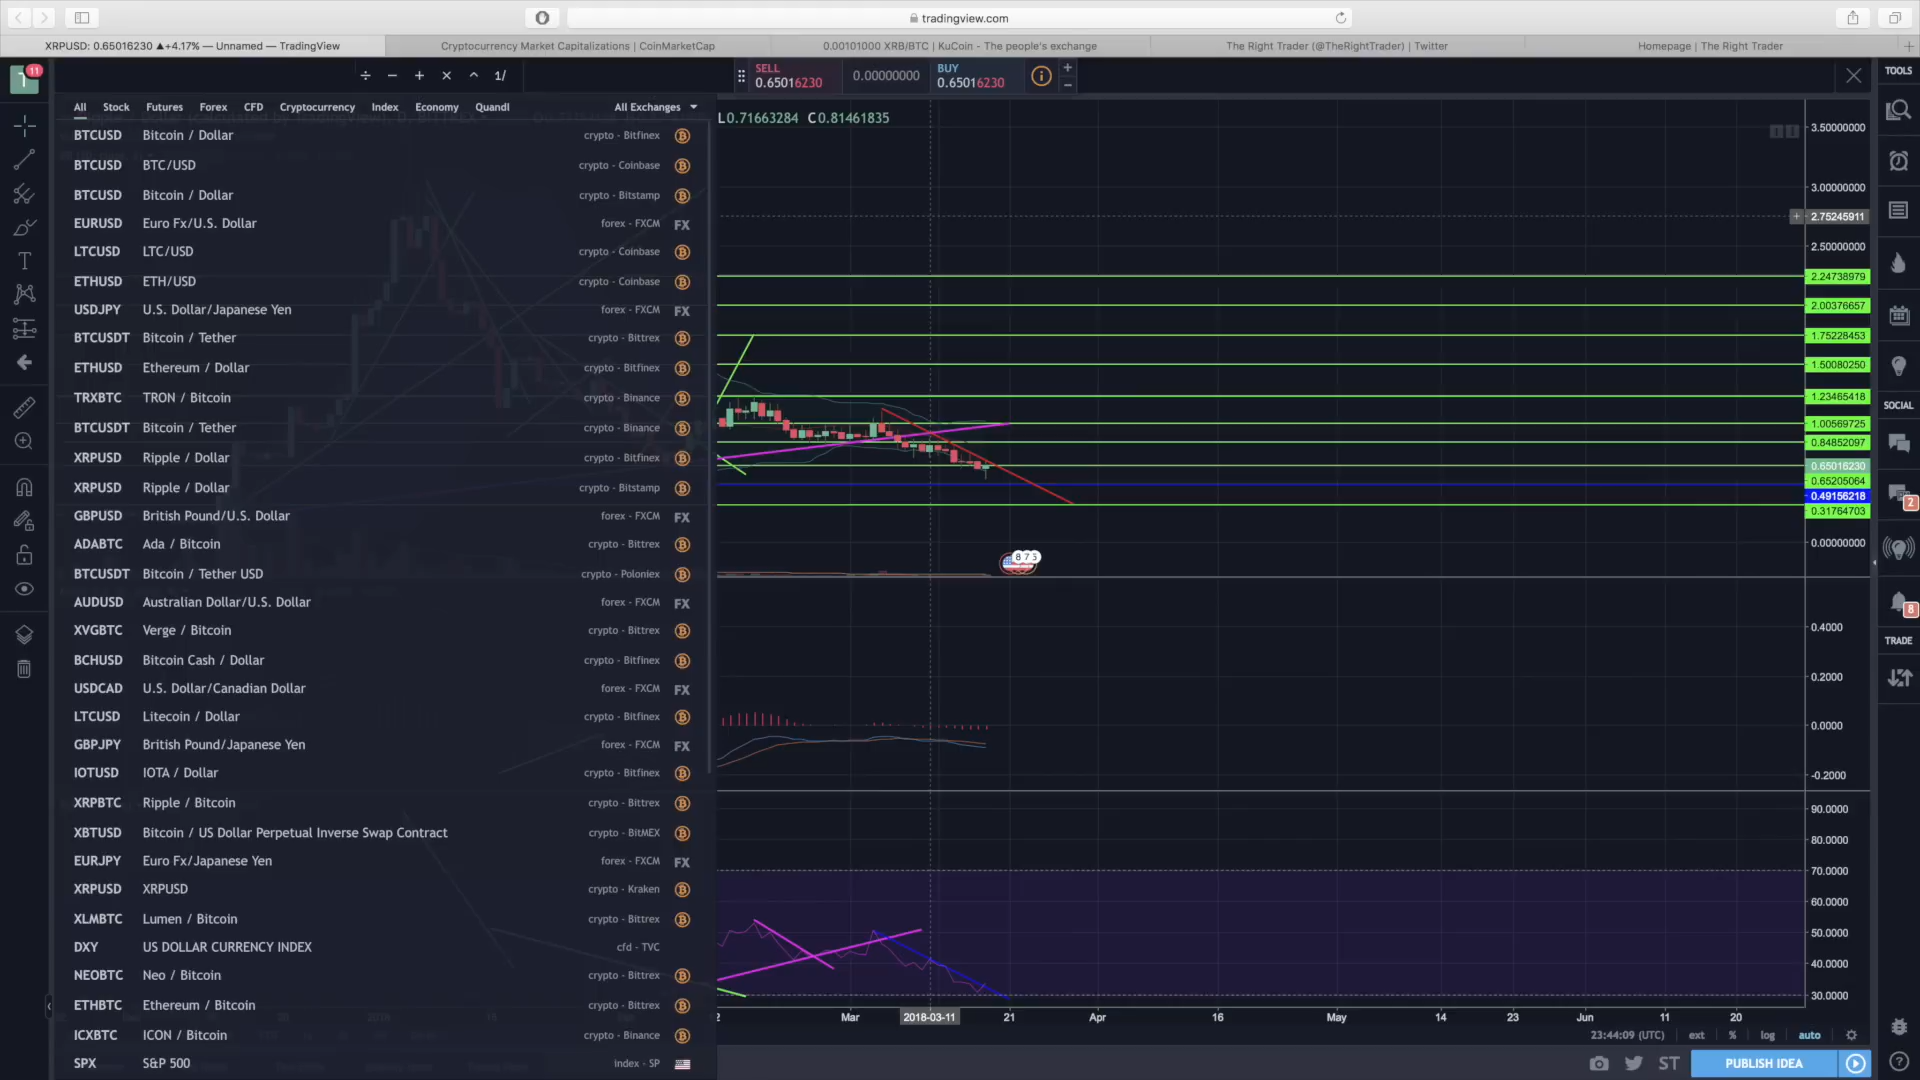 tradingview.com
XRPUSD: 0.65016230 ▲+4.17% — Unnamed — TradingView
Cryptocurrency Market Capitalizations | CoinMarketCap
0.00101000 XRB/BTC | KuCoin - The people's exchange
The Right Trader (@TheRightTrader) | Twitter
Homepage | The Right Trader
11
÷ − + × ^ 1/
SELL
0.65016230
0.00000000
BUY
0.65016230
TOOLS
All Stock Futures Forex CFD Cryptocurrency Index Economy Quandl All Exchanges
L0.71663284 C0.81461835
BTCUSD Bitcoin / Dollar crypto - Bitfinex
BTCUSD BTC/USD crypto - Coinbase
BTCUSD Bitcoin / Dollar crypto - Bitstamp
EURUSD Euro Fx/U.S. Dollar forex - FXCM FX
LTCUSD LTC/USD crypto - Coinbase
ETHUSD ETH/USD crypto - Coinbase
USDJPY U.S. Dollar/Japanese Yen forex - FXCM FX
BTCUSDT Bitcoin / Tether crypto - Bittrex
ETHUSD Ethereum / Dollar crypto - Bitfinex
TRXBTC TRON / Bitcoin crypto - Binance
BTCUSDT Bitcoin / Tether crypto - Binance
XRPUSD Ripple / Dollar crypto - Bitfinex
XRPUSD Ripple / Dollar crypto - Bitstamp
GBPUSD British Pound/U.S. Dollar forex - FXCM FX
ADABTC Ada / Bitcoin crypto - Bittrex
BTCUSDT Bitcoin / Tether USD crypto - Poloniex
AUDUSD Australian Dollar/U.S. Dollar forex - FXCM FX
XVGBTC Verge / Bitcoin crypto - Bittrex
BCHUSD Bitcoin Cash / Dollar crypto - Bitfinex
USDCAD U.S. Dollar/Canadian Dollar forex - FXCM FX
LTCUSD Litecoin / Dollar crypto - Bitfinex
GBPJPY British Pound/Japanese Yen forex - FXCM FX
IOTUSD IOTA / Dollar crypto - Bitfinex
XRPBTC Ripple / Bitcoin crypto - Bittrex
XBTUSD Bitcoin / US Dollar Perpetual Inverse Swap Contract crypto - BitMEX
EURJPY Euro Fx/Japanese Yen forex - FXCM FX
XRPUSD XRPUSD crypto - Kraken
XLMBTC Lumen / Bitcoin crypto - Bittrex
DXY US DOLLAR CURRENCY INDEX cfd - TVC
NEOBTC Neo / Bitcoin crypto - Bittrex
ETHBTC Ethereum / Bitcoin crypto - Bittrex
ICXBTC ICON / Bitcoin crypto - Binance
SPX S&P 500 index - SP
3.50000000
3.00000000
2.75245911
2.50000000
2.24738979
2.00376657
1.75228453
1.50080250
1.23465418
1.00569725
0.84852097
0.65016230
0.65205064
0.49156218
0.31764703
0.00000000
8 7 5
0.4000
0.2000
0.0000
-0.2000
90.0000
80.0000
70.0000
60.0000
50.0000
40.0000
30.0000
Mar 2018-03-11 21 Apr 16 May 14 23 Jun 11 20
23:44:09 (UTC) ext % log auto
ST PUBLISH IDEA
SOCIAL
2
8
TRADE